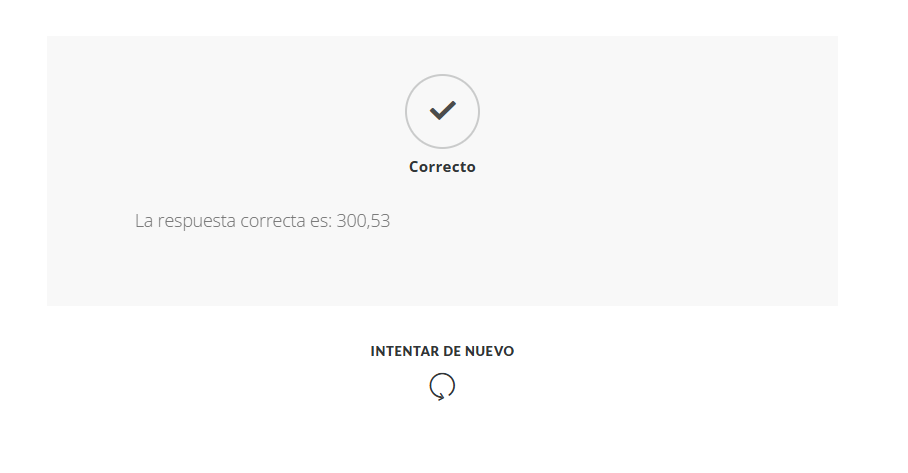 Correcto
La respuesta correcta es: 300,53
INTENTAR DE NUEVO